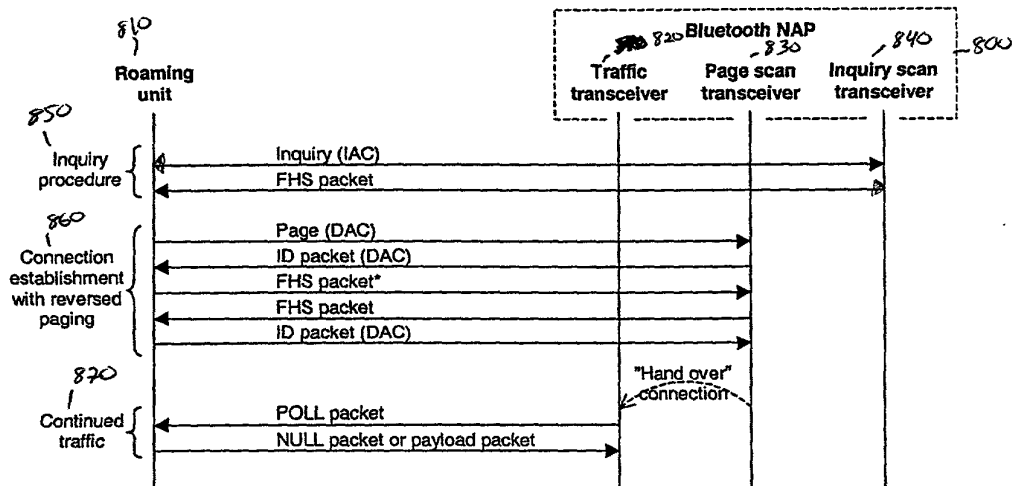 810
Roaming
unit
Bluetooth NAP
820
830
840
800
Traffic
transceiver
Page scan
transceiver
Inquiry scan
transceiver
850
Inquiry
procedure
Inquiry (IAC)
FHS packet
860
Connection
establishment
with reversed
paging
Page (DAC)
ID packet (DAC)
FHS packet*
FHS packet
ID packet (DAC)
"Hand over"
connection
870
Continued
traffic
POLL packet
NULL packet or payload packet